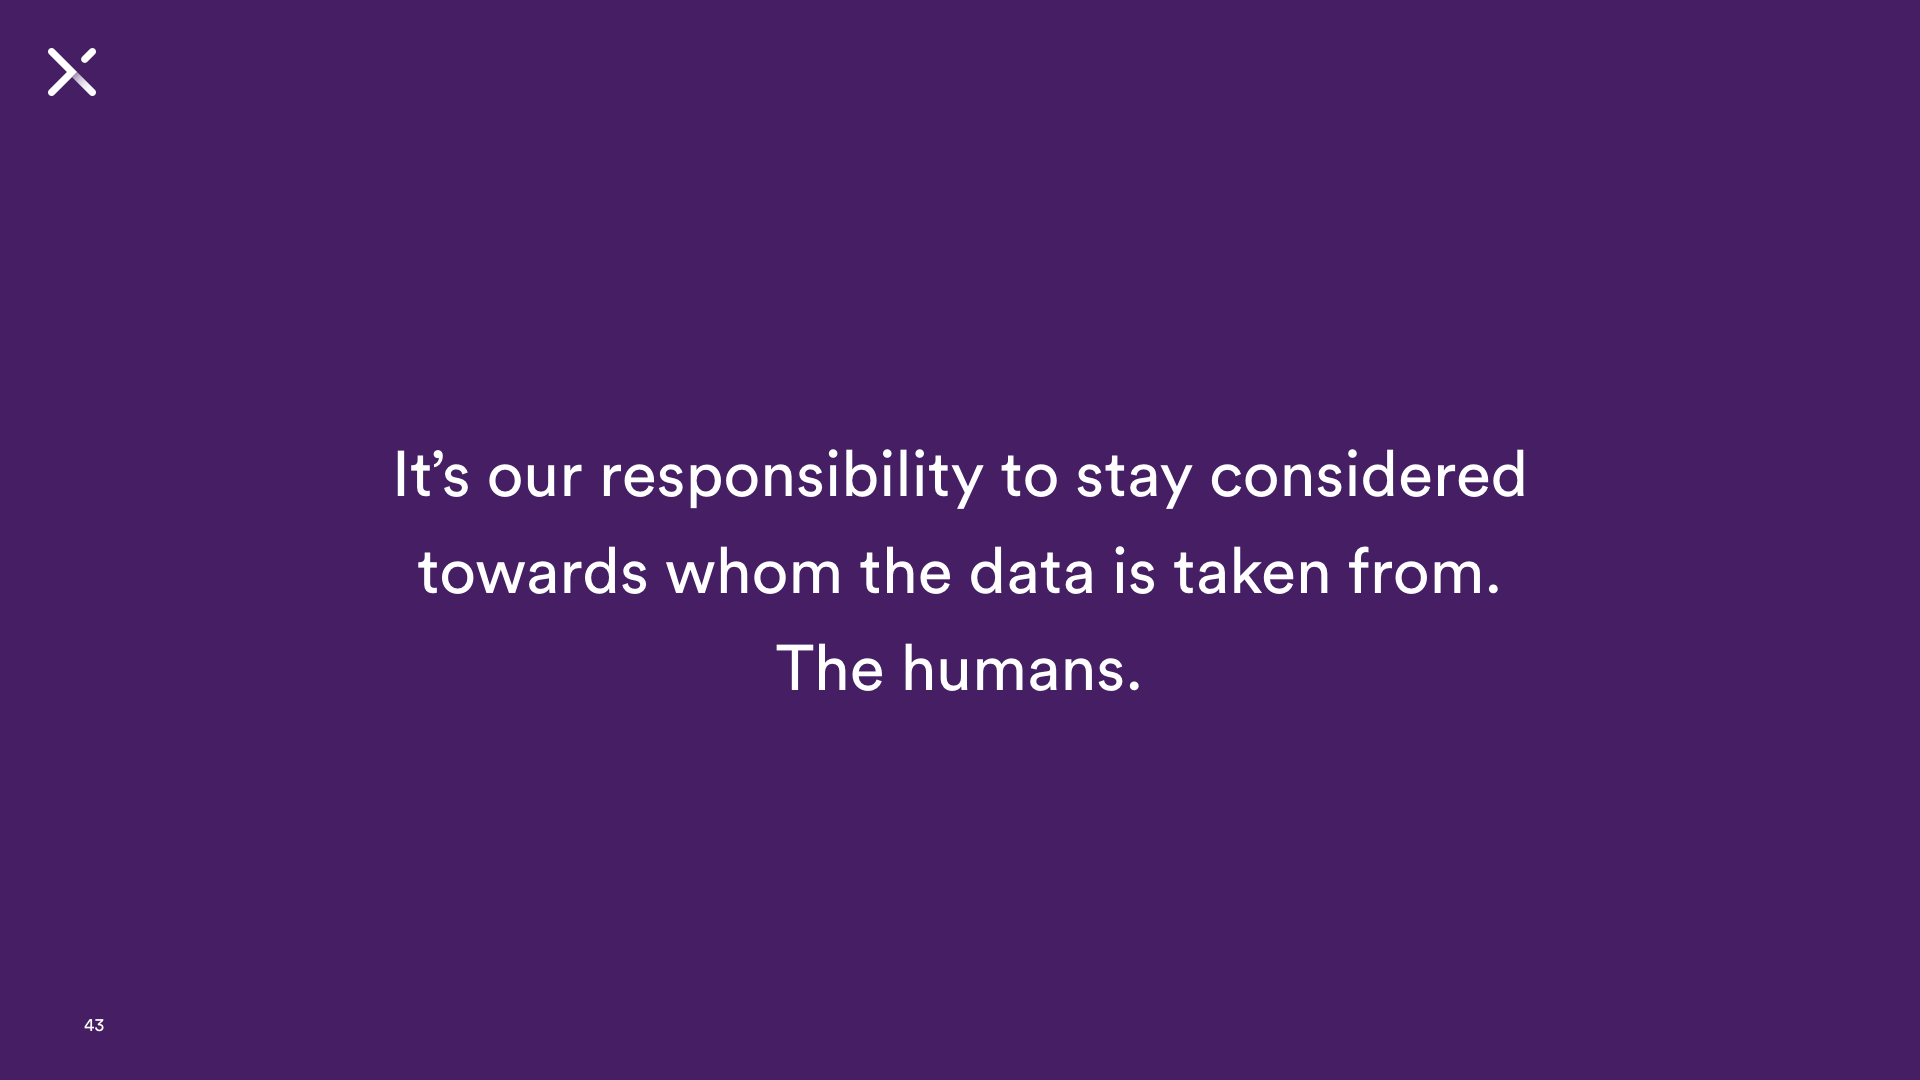 It’s our responsibility to stay considered
towards whom the data is taken from.
The humans.
43